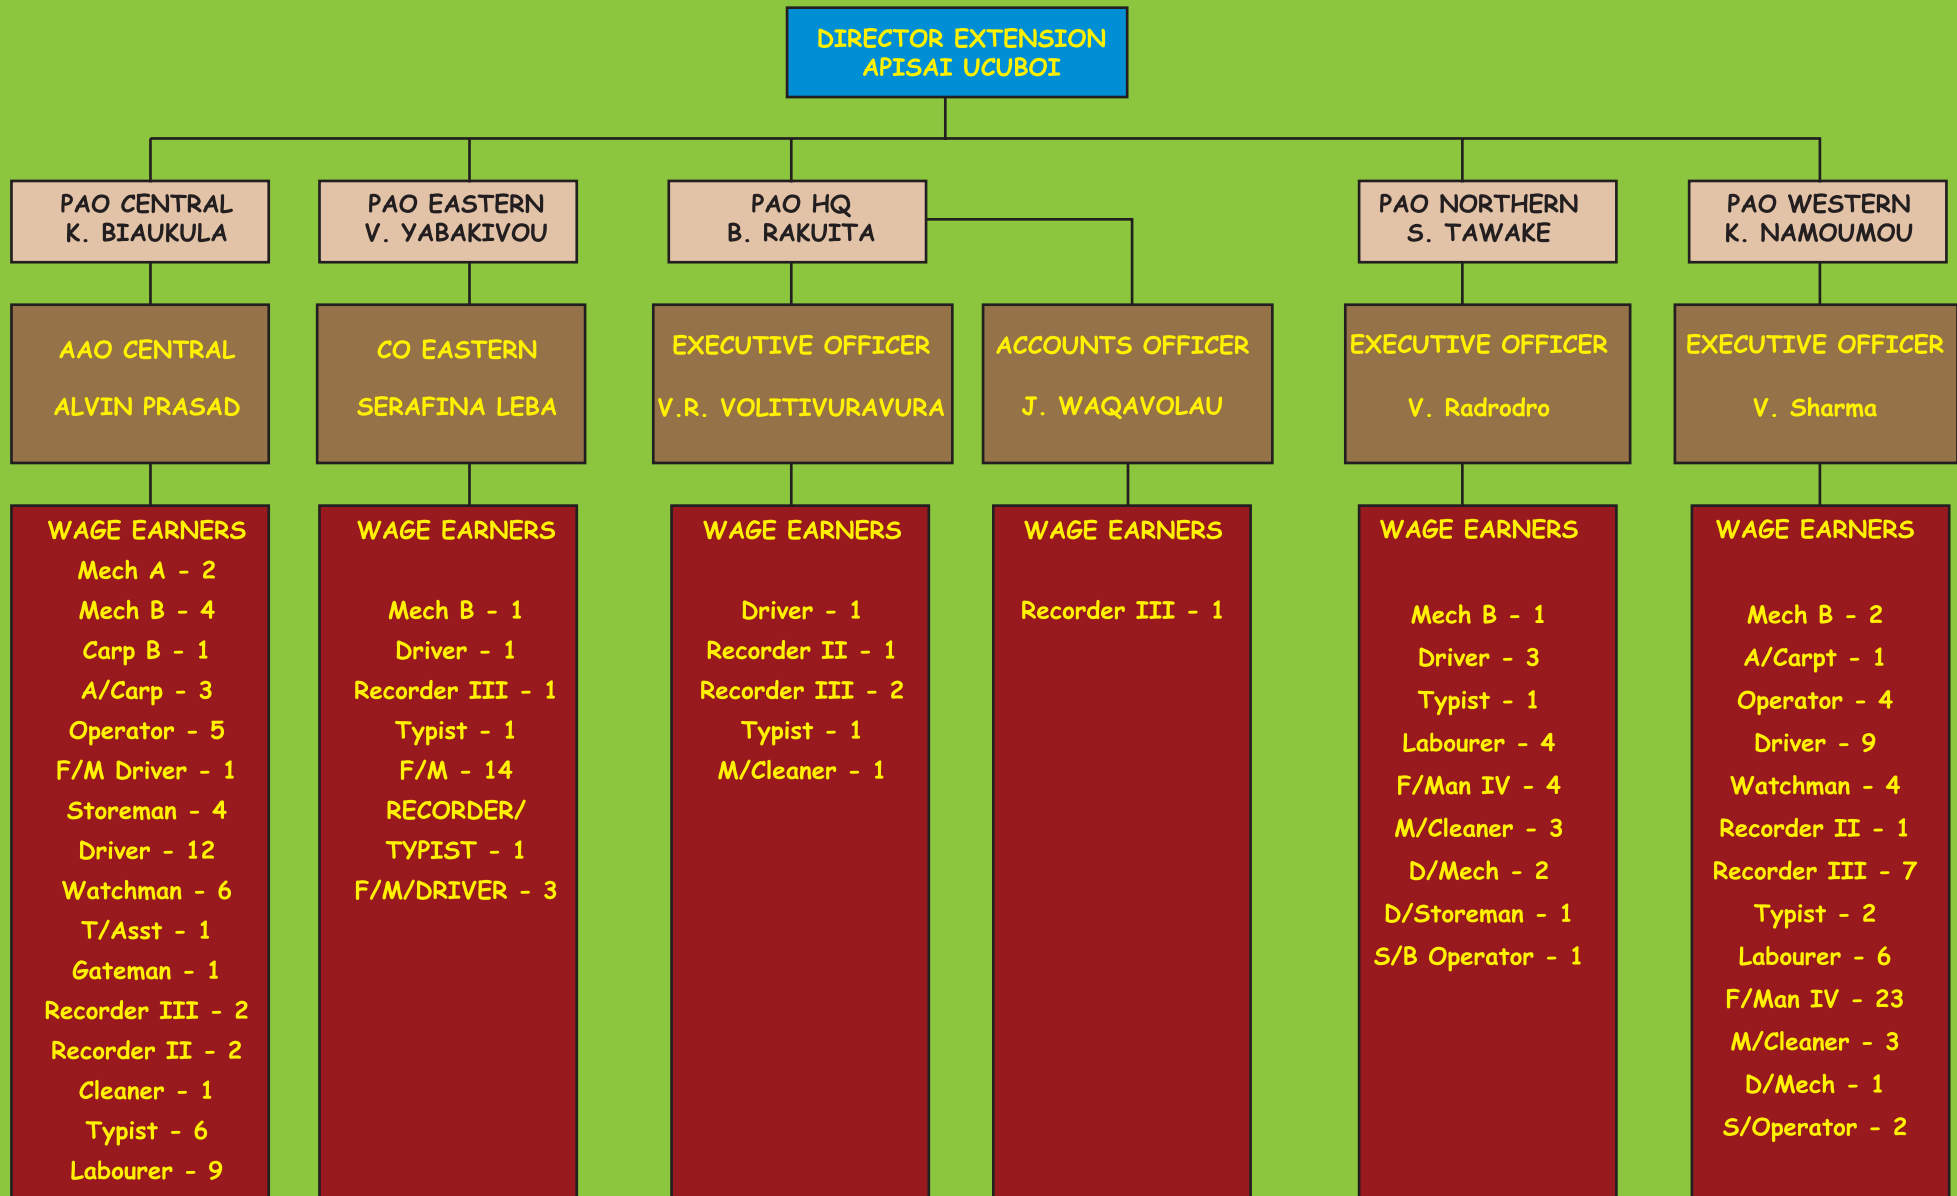 DIRECTOR EXTENSION
APISAI UCUBOI
PAO CENTRAL
K. BIAUKULA
PAO EASTERN
V. YABAKIVOU
PAO HQ
B. RAKUITA
PAO NORTHERN
S. TAWAKE
PAO WESTERN
K. NAMOUMOU
AAO CENTRAL
ALVIN PRASAD
CO EASTERN
SERAFINA LEBA
EXECUTIVE OFFICER
V.R. VOLITIVURAVURA
ACCOUNTS OFFICER
J. WAQAVOLAU
EXECUTIVE OFFICER
V. Radrodro
EXECUTIVE OFFICER
V. Sharma
WAGE EARNERS
Mech A - 2
Mech B - 4
Carp B - 1
A/Carp - 3
Operator - 5
F/M Driver - 1
Storeman - 4
Driver - 12
Watchman - 6
T/Asst - 1
Gateman - 1
Recorder III - 2
Recorder II - 2
Cleaner - 1
Typist - 6
Labourer - 9
WAGE EARNERS
Mech B - 1
Driver - 1
Recorder III - 1
Typist - 1
F/M - 14
RECORDER/
TYPIST - 1
F/M/DRIVER - 3
WAGE EARNERS
Driver - 1
Recorder II - 1
Recorder III - 2
Typist - 1
M/Cleaner - 1
WAGE EARNERS
Recorder III - 1
WAGE EARNERS
Mech B - 1
Driver - 3
Typist - 1
Labourer - 4
F/Man IV - 4
M/Cleaner - 3
D/Mech - 2
D/Storeman - 1
S/B Operator - 1
WAGE EARNERS
Mech B - 2
A/Carpt - 1
Operator - 4
Driver - 9
Watchman - 4
Recorder II - 1
Recorder III - 7
Typist - 2
Labourer - 6
F/Man IV - 23
M/Cleaner - 3
D/Mech - 1
S/Operator - 2